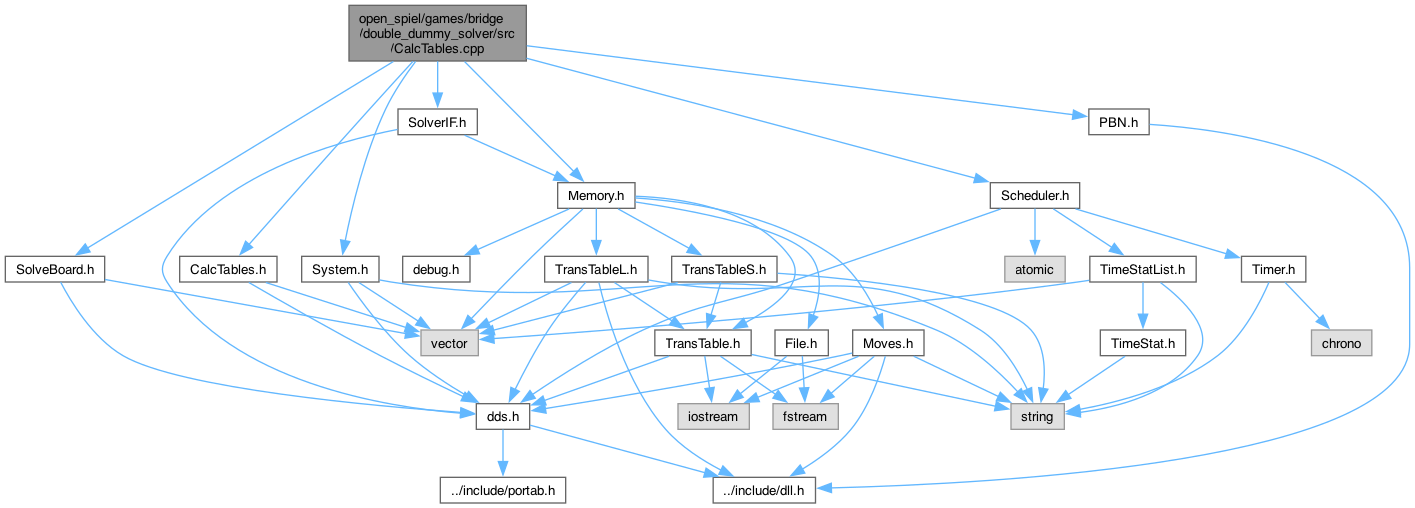 open_spiel/games/bridge
/double_dummy_solver/src
/CalcTables.cpp
SolverIF.h
PBN.h
Memory.h
Scheduler.h
SolveBoard.h
CalcTables.h
System.h
debug.h
TransTableL.h
TransTableS.h
atomic
TimeStatList.h
Timer.h
vector
TransTable.h
File.h
Moves.h
TimeStat.h
chrono
dds.h
iostream
fstream
string
../include/portab.h
../include/dll.h